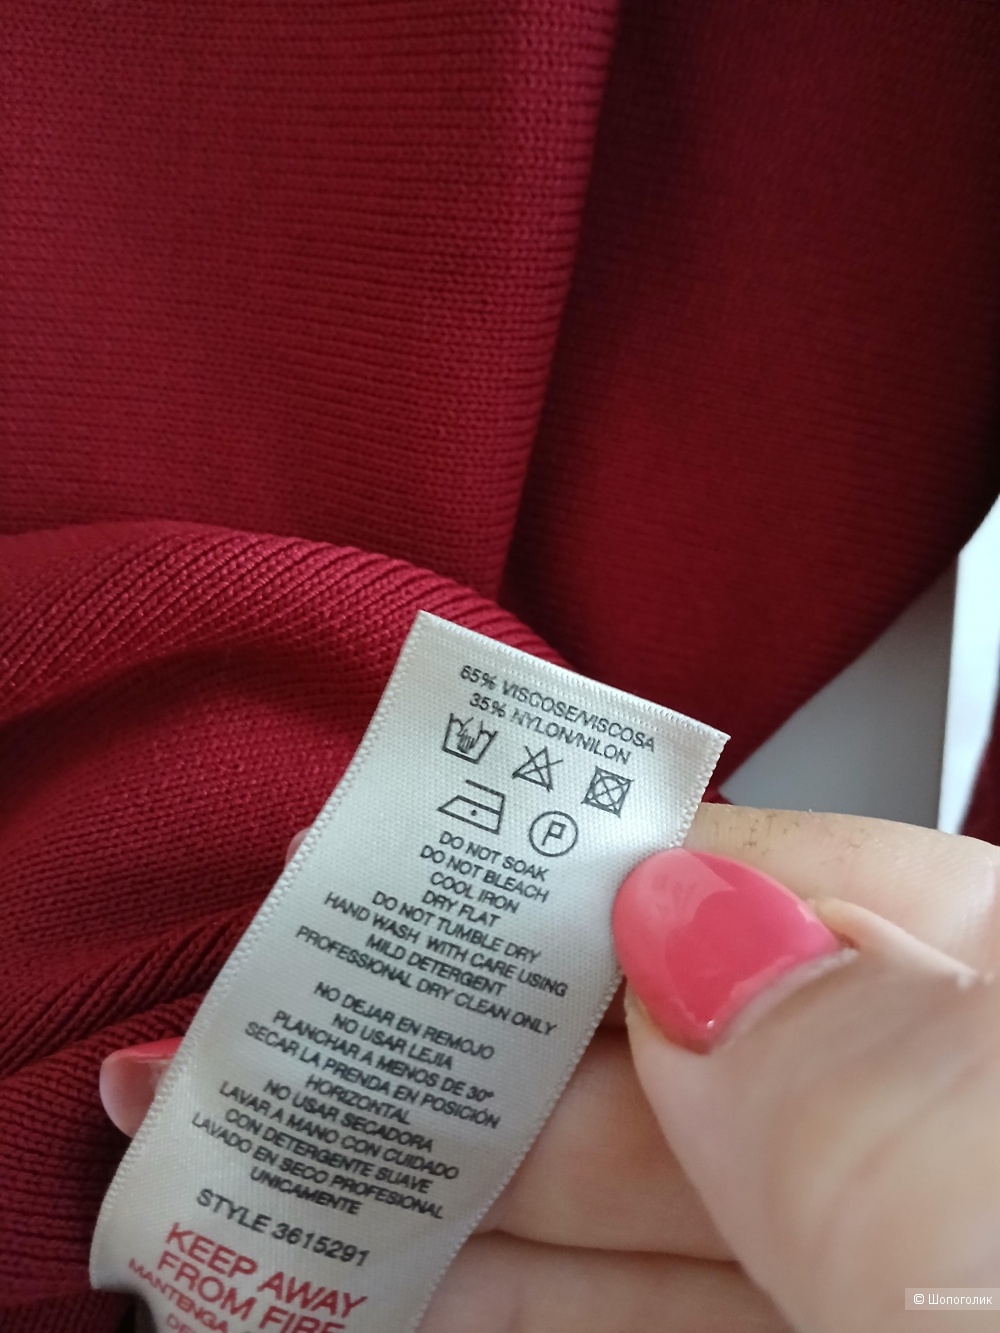 65% VISCOSE/VISCOSA
35% NYLON/NILON
P
DO NOT SOAK
DO NOT BLEACH
COOL IRON
DRY FLAT
DO NOT TUMBLE DRY
HAND WASH WITH CARE USING
MILD DETERGENT
PROFESSIONAL DRY CLEAN ONLY
NO DEJAR EN REMOJO
NO USAR LEJIA
PLANCHAR A MENOS DE 30°
SECAR LA PRENDA EN POSICIÓN
HORIZONTAL
NO USAR SECADORA
LAVAR A MANO CON CUIDADO
CON DETERGENTE SUAVE
LAVADO EN SECO PROFESIONAL
UNICAMENTE
STYLE 3615291
KEEP AWAY
FROM FIRE
MANTENGA
© Шопоголик